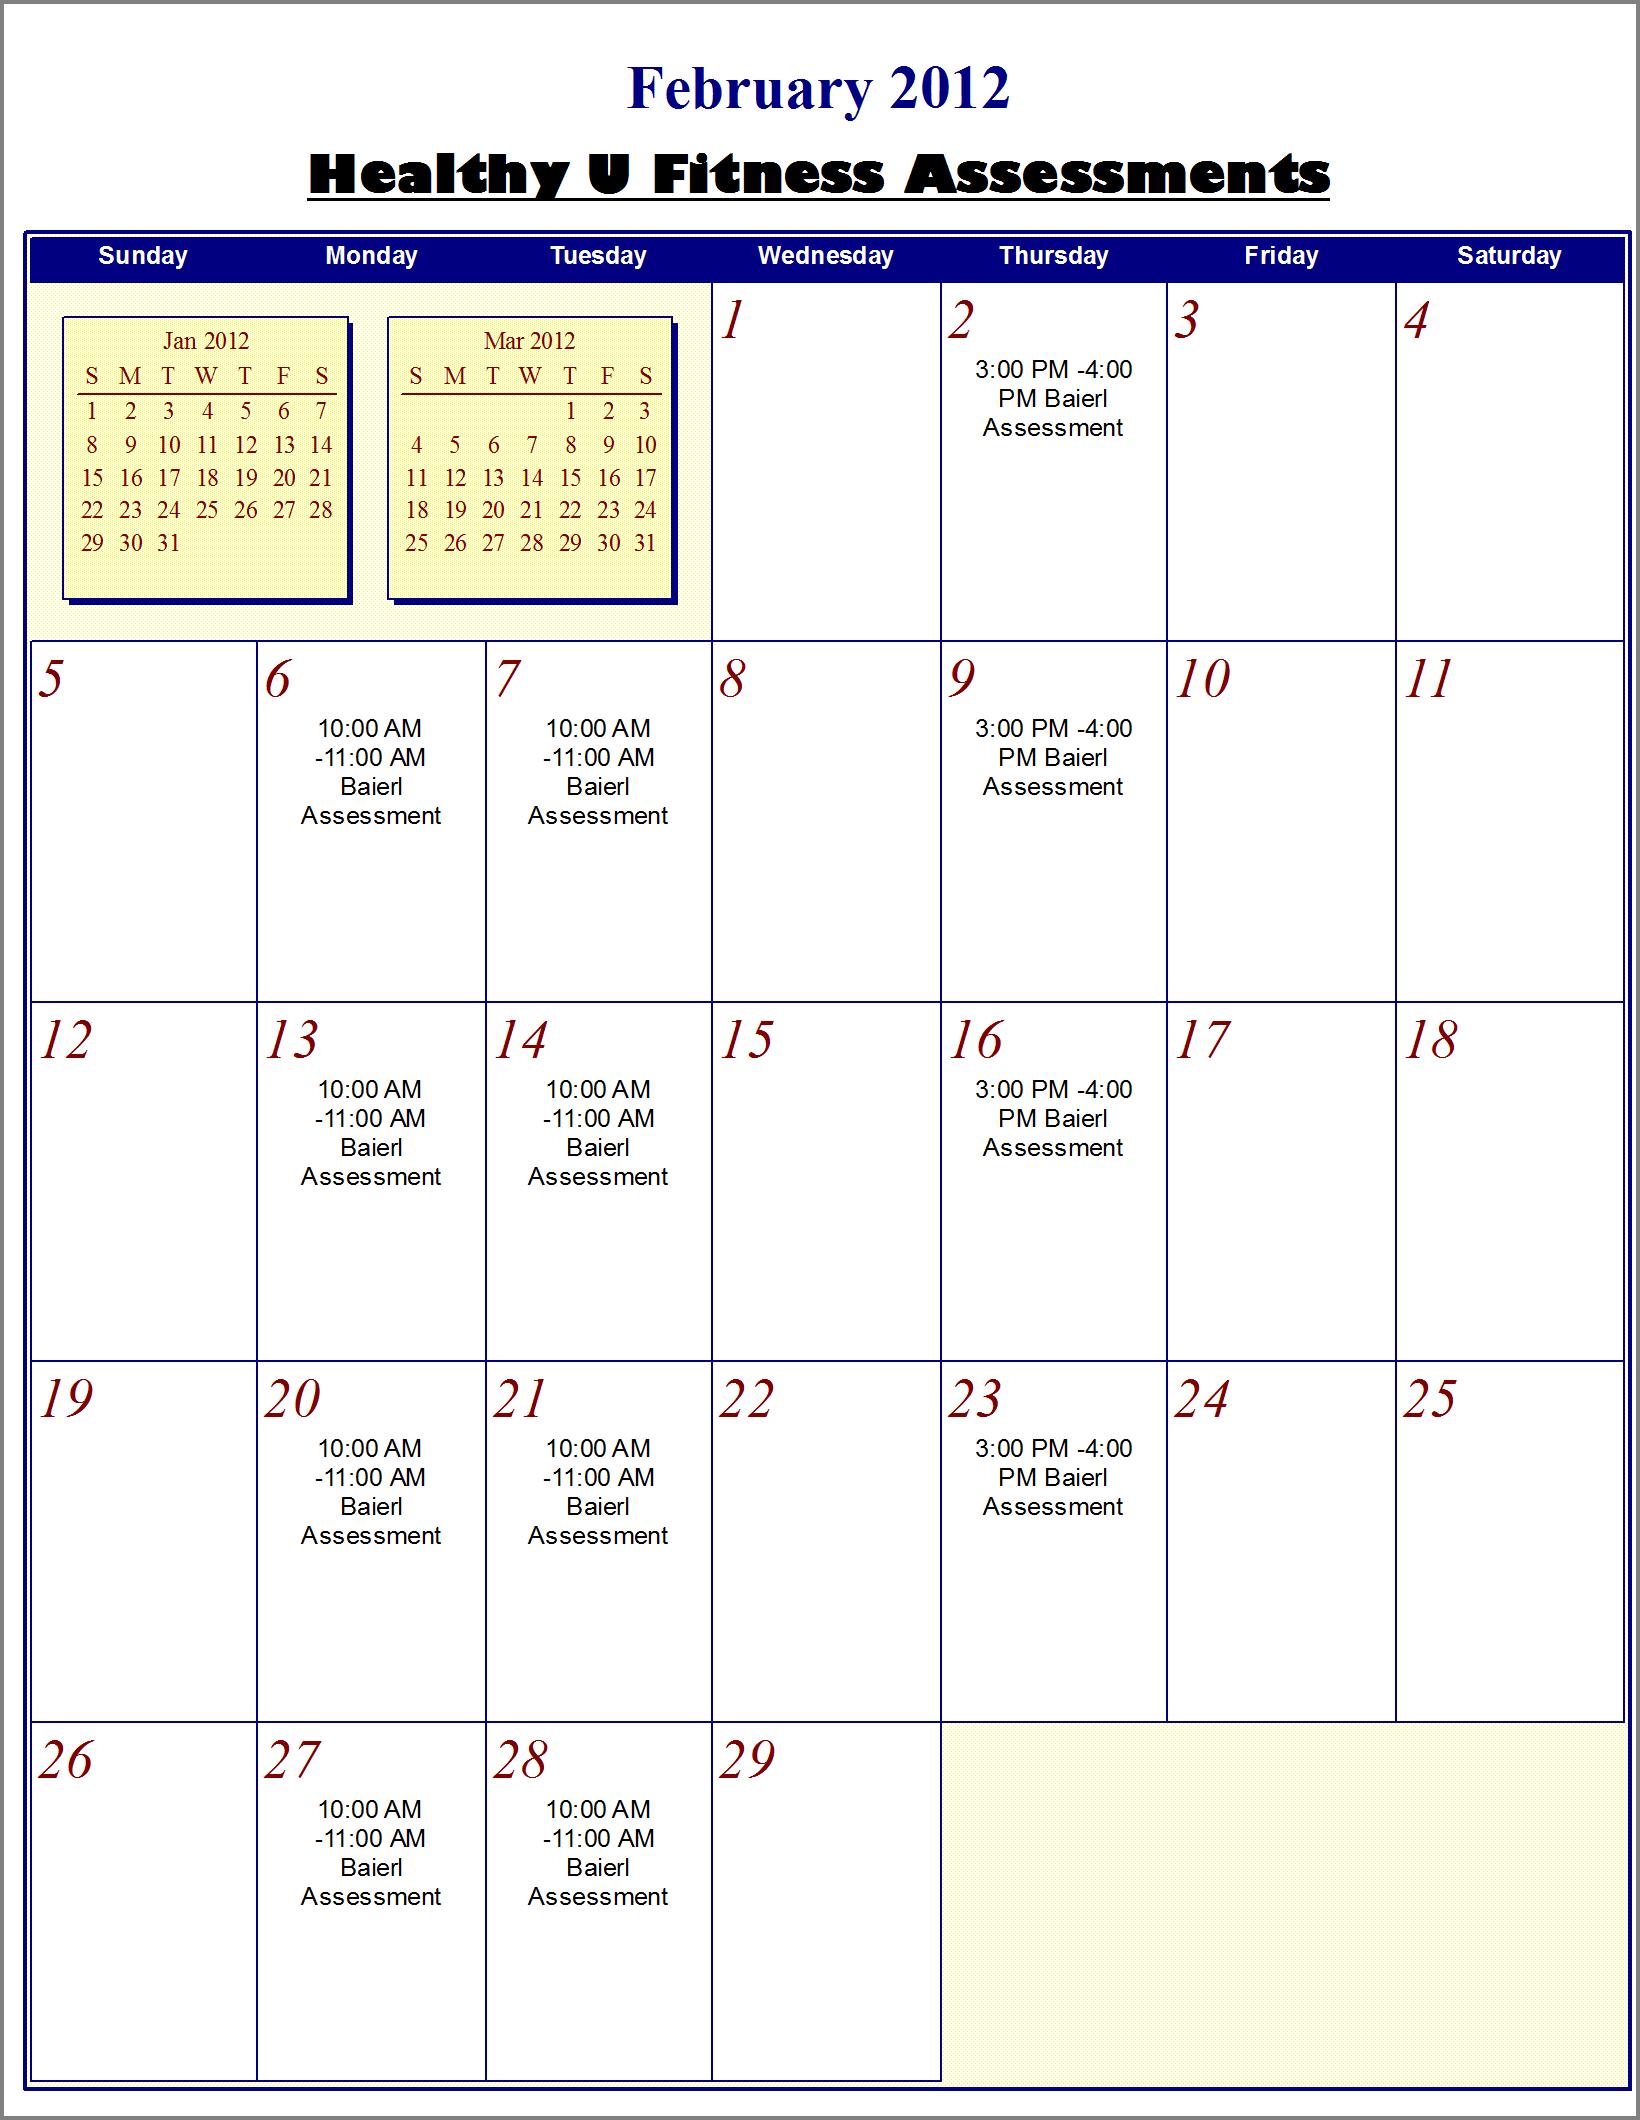 February 2012
Healthy U Fitness Assessments
Sunday Monday Tuesday Wednesday Thursday Friday Saturday
Jan 2012
S M T W T F S
1 2 3 4 5 6 7
8 9 10 11 12 13 14
15 16 17 18 19 20 21
22 23 24 25 26 27 28
29 30 31
Mar 2012
S M T W T F S
1 2 3
4 5 6 7 8 9 10
11 12 13 14 15 16 17
18 19 20 21 22 23 24
25 26 27 28 29 30 31
1
2
3:00 PM -4:00
PM Baierl
Assessment
3
4
5
6
10:00 AM
-11:00 AM
Baierl
Assessment
7
10:00 AM
-11:00 AM
Baierl
Assessment
8
9
3:00 PM -4:00
PM Baierl
Assessment
10
11
12
13
10:00 AM
-11:00 AM
Baierl
Assessment
14
10:00 AM
-11:00 AM
Baierl
Assessment
15
16
3:00 PM -4:00
PM Baierl
Assessment
17
18
19
20
10:00 AM
-11:00 AM
Baierl
Assessment
21
10:00 AM
-11:00 AM
Baierl
Assessment
22
23
3:00 PM -4:00
PM Baierl
Assessment
24
25
26
27
10:00 AM
-11:00 AM
Baierl
Assessment
28
10:00 AM
-11:00 AM
Baierl
Assessment
29